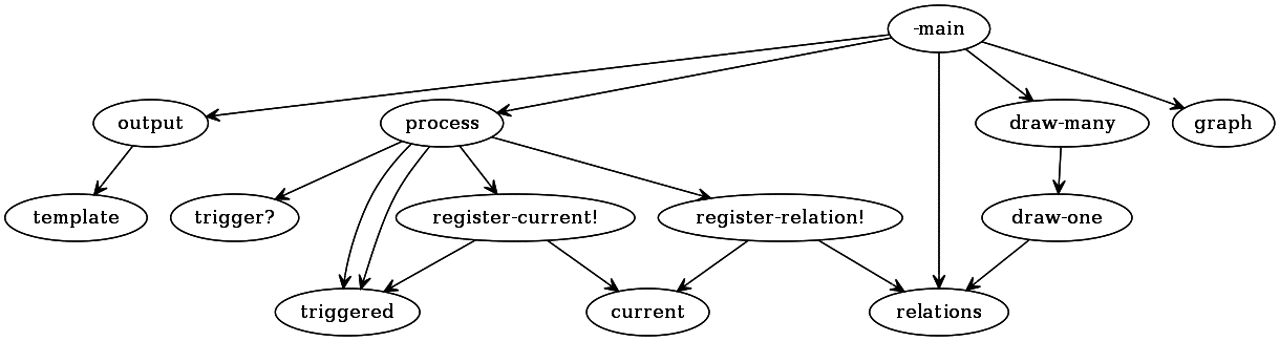 -main
output
process
draw-many
graph
template
trigger?
register-current!
register-relation!
draw-one
triggered
current
relations